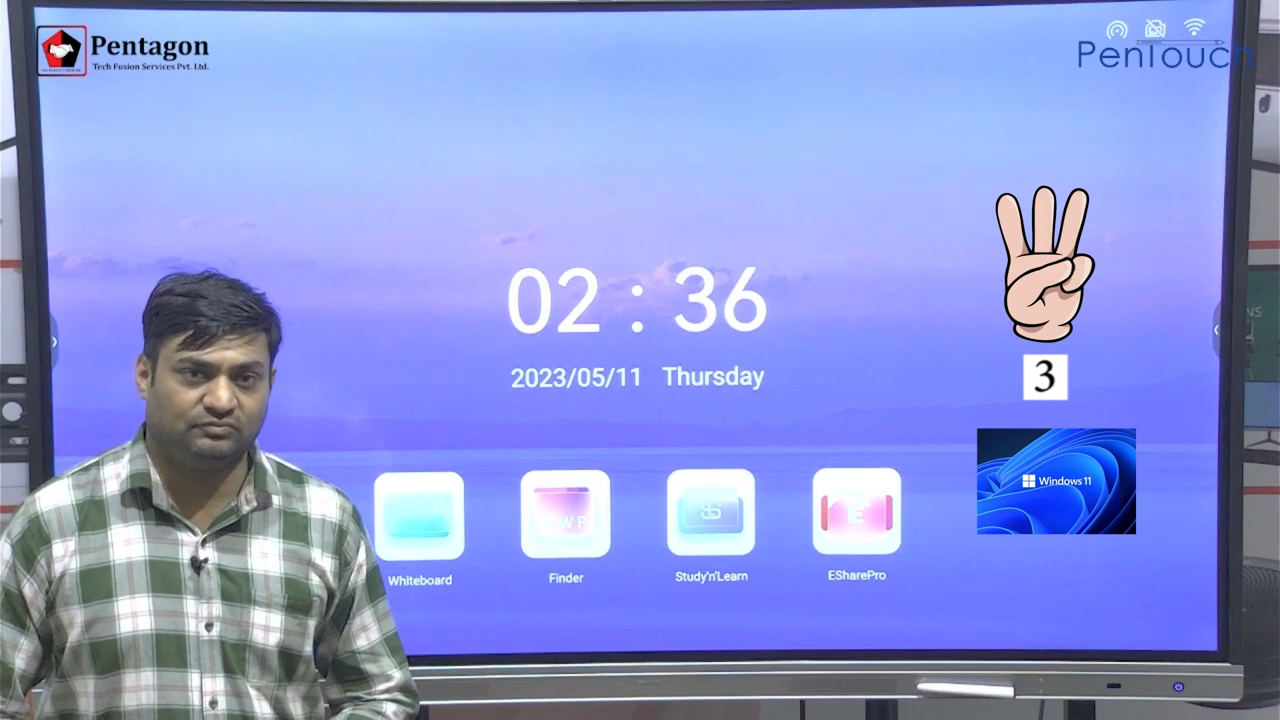 Pentagon
Tech Fusion Services Pvt. Ltd.
PenTouch
02 : 36
2023/05/11 Thursday
3
Windows 11
Whiteboard
Finder
Study'n'Learn
ESharePro
E